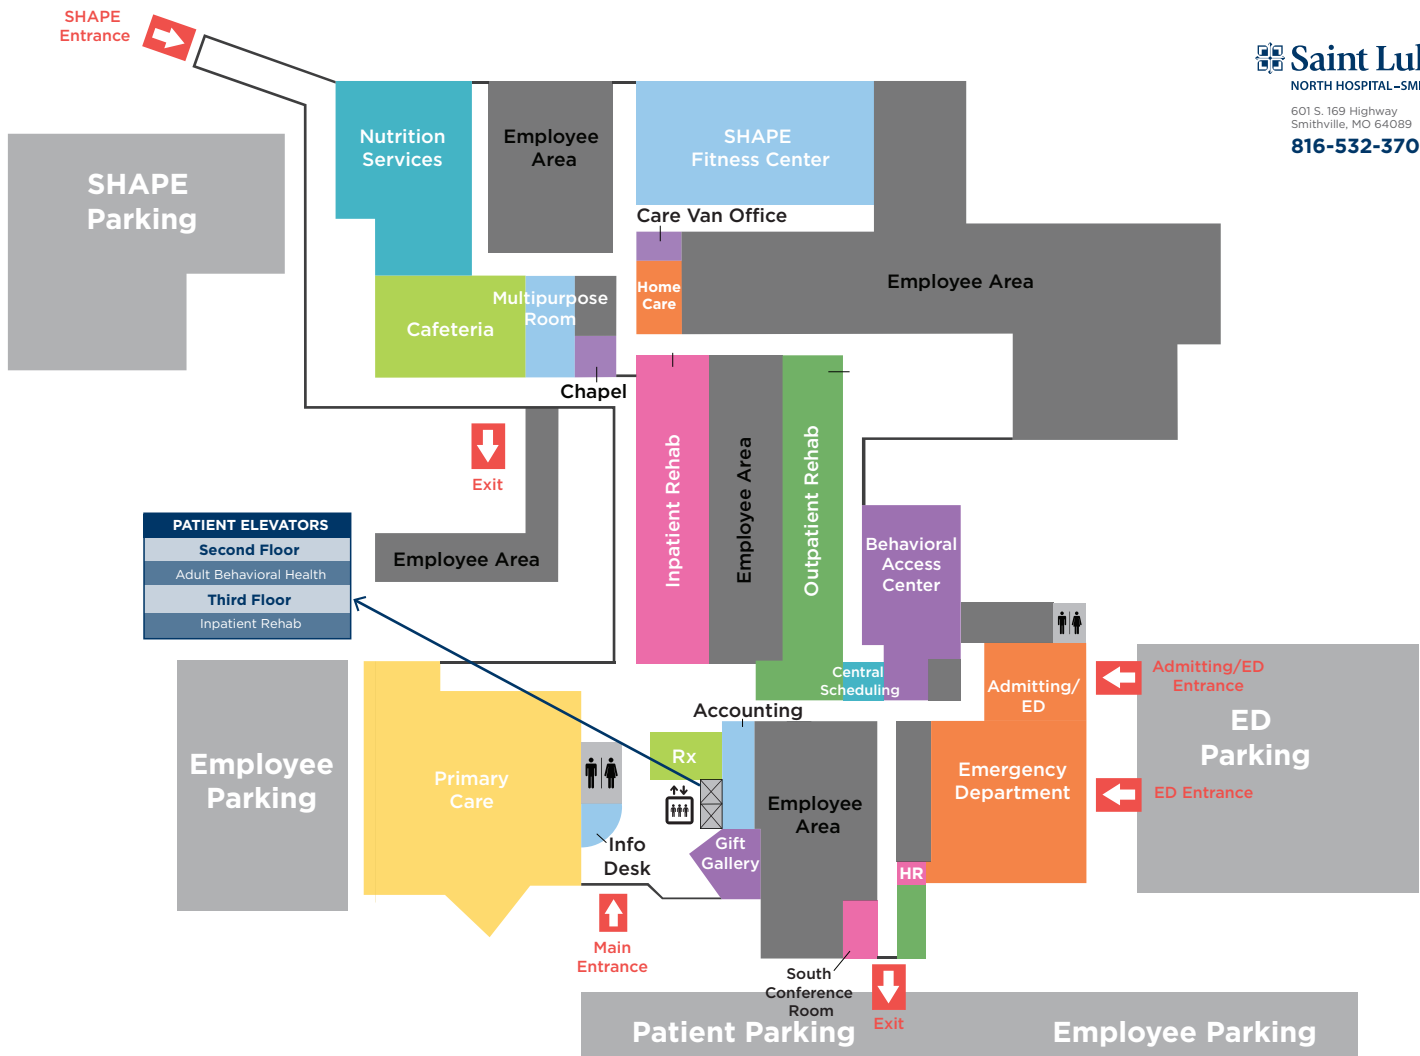 SHAPE
Entrance
Saint Lu
NORTH HOSPITAL–SM
601 S. 169 Highway
Smithville, MO 64089
816-532-370
Nutrition
Services
Employee
Area
SHAPE
Fitness Center
SHAPE
Parking
Care Van Office
Home
Care
Employee Area
Multipurpose
Room
Cafeteria
Chapel
Exit
Inpatient Rehab
Employee Area
Outpatient Rehab
Behavioral
Access
Center
PATIENT ELEVATORS
Second Floor
Adult Behavioral Health
Third Floor
Inpatient Rehab
Employee Area
Central
Scheduling
Admitting/
ED
Admitting/ED
Entrance
ED
Parking
Accounting
Rx
Employee
Parking
Primary
Care
Employee
Area
Emergency
Department
ED Entrance
Info
Desk
Gift
Gallery
HR
Main
Entrance
South
Conference
Room
Exit
Patient Parking
Employee Parking